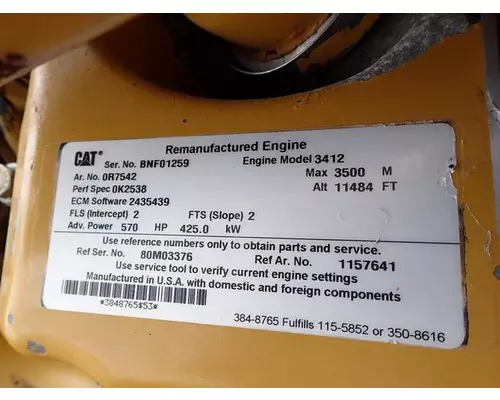 Remanufactured Engine
CAT Ser. No. BNF01259 Engine Model 3412
Ar. No. 0R7542 Max 3500 M
Perf Spec 0K2538 Alt 11484 FT
ECM Software 2435439
FLS (Intercept) 2 FTS (Slope) 2
Adv. Power 570 HP 425.0 kW
Use reference numbers only to obtain parts and service.
Ref Ser. No. 80M03376 Ref Ar. No. 1157641
Use service tool to verify current engine settings
Manufactured in U.S.A. with domestic and foreign components
*3848765$53*
384-8765 Fulfills 115-5852 or 350-8616